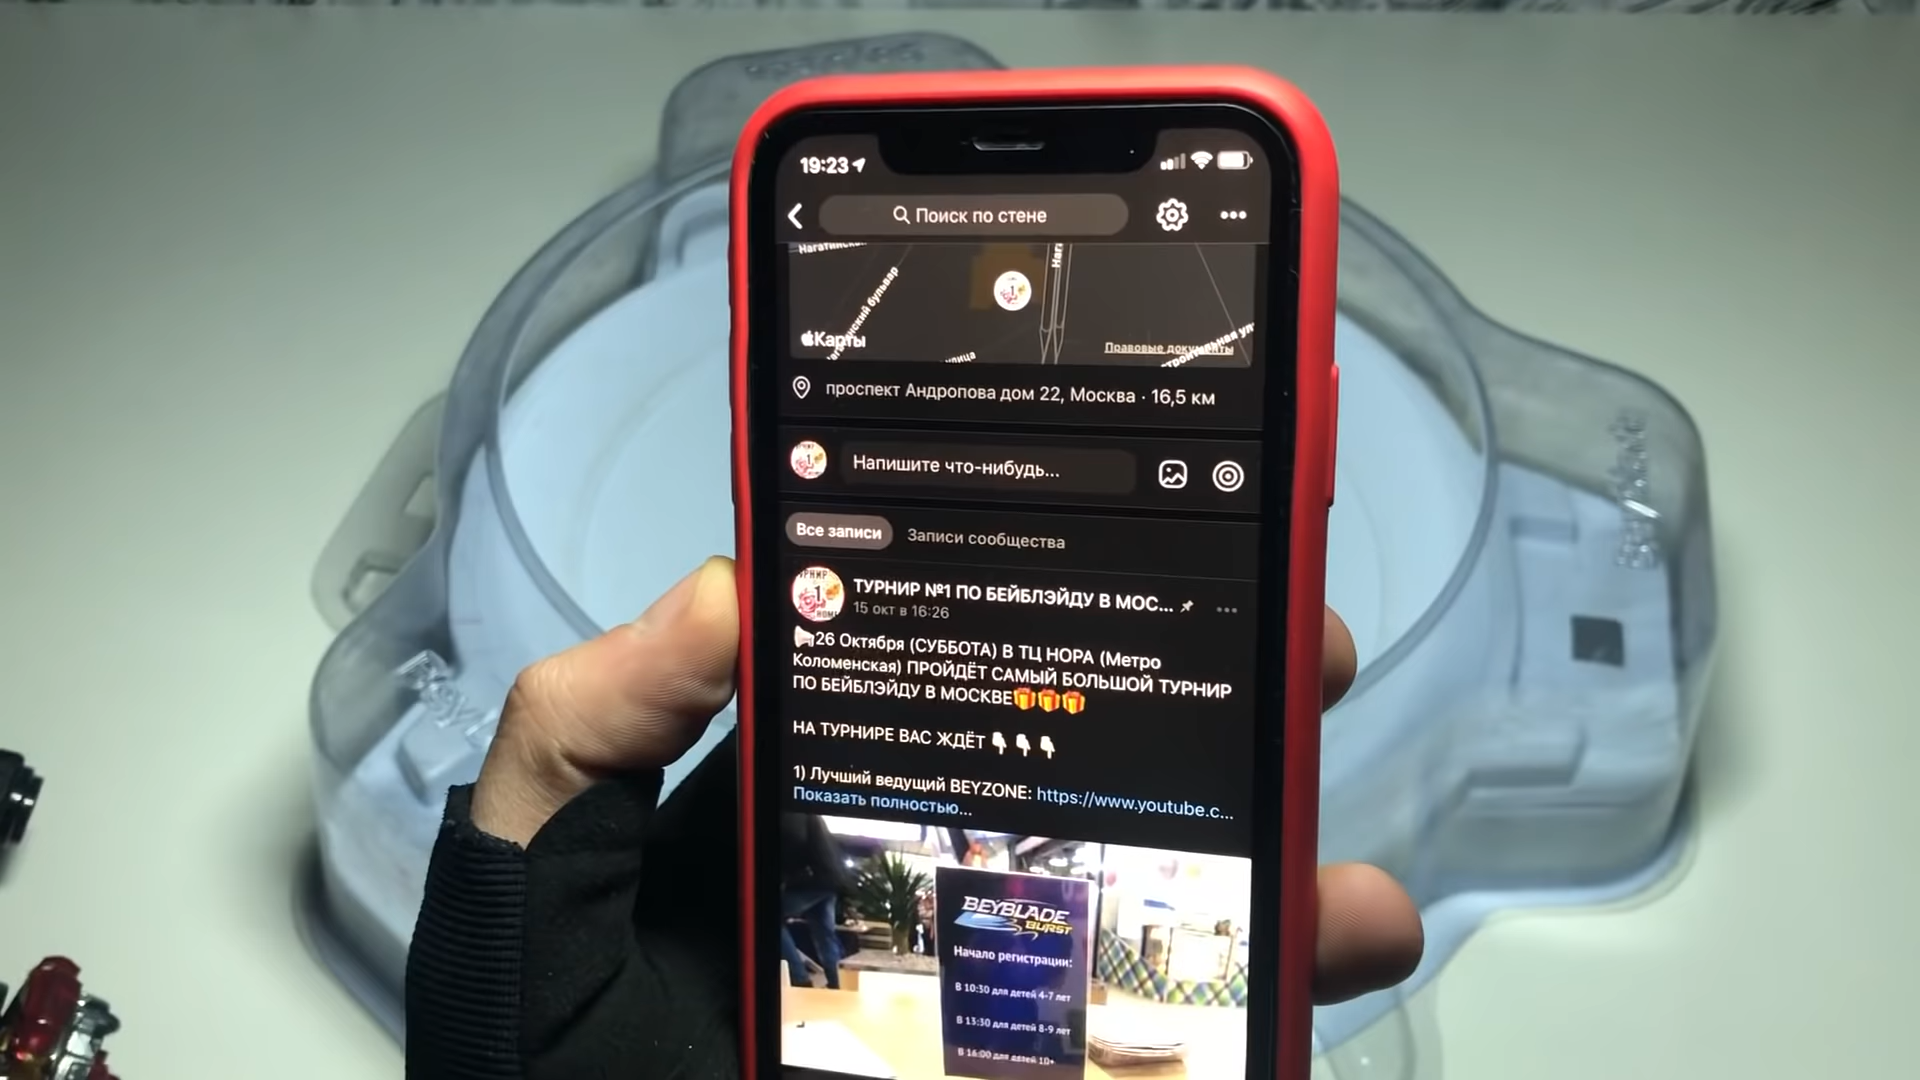 19:23
Поиск по стене
Нагатинский бульвар
Карты
Правовые документы
проспект Андропова дом 22, Москва · 16,5 км
Напишите что-нибудь...
Все записи Записи сообщества
ТУРНИР №1 ПО БЕЙБЛЭЙДУ В МОС...
15 окт в 16:26
26 Октября (СУББОТА) В ТЦ НОРА (Метро
Коломенская) ПРОЙДЁТ САМЫЙ БОЛЬШОЙ ТУРНИР
ПО БЕЙБЛЭЙДУ В МОСКВЕ🎁🎁🎁
НА ТУРНИРЕ ВАС ЖДЁТ 👇👇👇
1) Лучший ведущий BEYZONE: https://www.youtube.c...
Показать полностью...
BEYBLADE
BURST
Начало регистрации:
В 10:30 для детей 4-7 лет
В 13:30 для детей 8-9 лет
В 16:00 для детей 10+